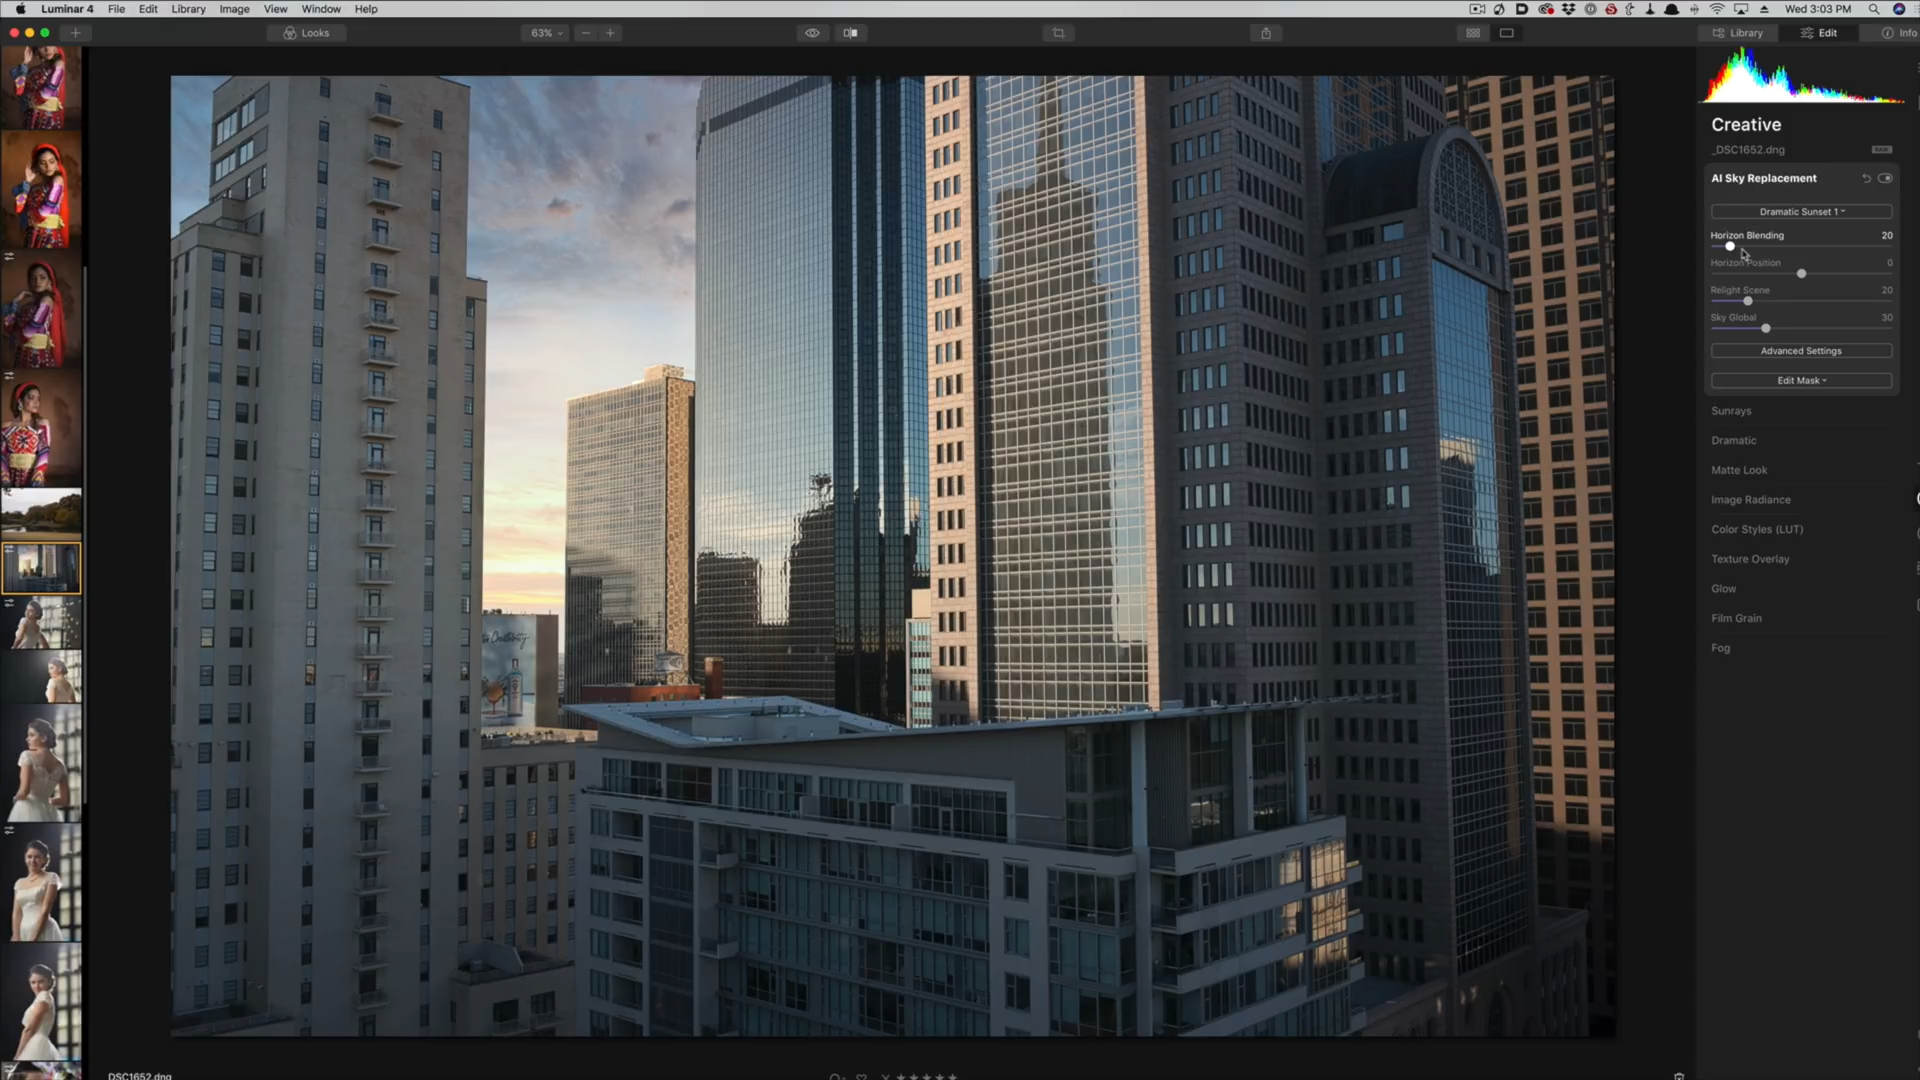 Luminar 4 File Edit Library Image View Window Help
Wed 3:03 PM
Looks
63%
Library Edit Info
Creative
_DSC1652.dng
RAW
AI Sky Replacement
Dramatic Sunset 1
Horizon Blending 20
Horizon Position 0
Relight Scene 20
Sky Global 30
Advanced Settings
Edit Mask
Sunrays
Dramatic
Matte Look
Image Radiance
Color Styles (LUT)
Texture Overlay
Glow
Film Grain
Fog
DSC1652.dng